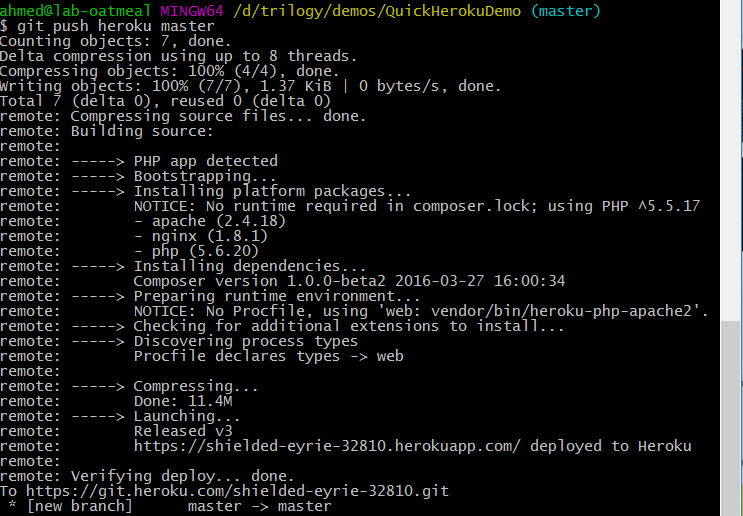 ahmed@lab-oatmeal MINGW64 /d/trilogy/demos/QuickHerokuDemo (master)
$ git push heroku master
Counting objects: 7, done.
Delta compression using up to 8 threads.
Compressing objects: 100% (4/4), done.
Writing objects: 100% (7/7), 1.37 KiB | 0 bytes/s, done.
Total 7 (delta 0), reused 0 (delta 0)
remote: Compressing source files... done.
remote: Building source:
remote:
remote: -----> PHP app detected
remote: -----> Bootstrapping...
remote: -----> Installing platform packages...
remote:        NOTICE: No runtime required in composer.lock; using PHP ^5.5.17
remote:        - apache (2.4.18)
remote:        - nginx (1.8.1)
remote:        - php (5.6.20)
remote: -----> Installing dependencies...
remote:        Composer version 1.0.0-beta2 2016-03-27 16:00:34
remote: -----> Preparing runtime environment...
remote:        NOTICE: No Procfile, using 'web: vendor/bin/heroku-php-apache2'.
remote: -----> Checking for additional extensions to install...
remote: -----> Discovering process types
remote:        Procfile declares types -> web
remote:
remote: -----> Compressing...
remote:        Done: 11.4M
remote: -----> Launching...
remote:        Released v3
remote:        https://shielded-eyrie-32810.herokuapp.com/ deployed to Heroku
remote:
remote: Verifying deploy... done.
To https://git.heroku.com/shielded-eyrie-32810.git
 * [new branch]      master -> master